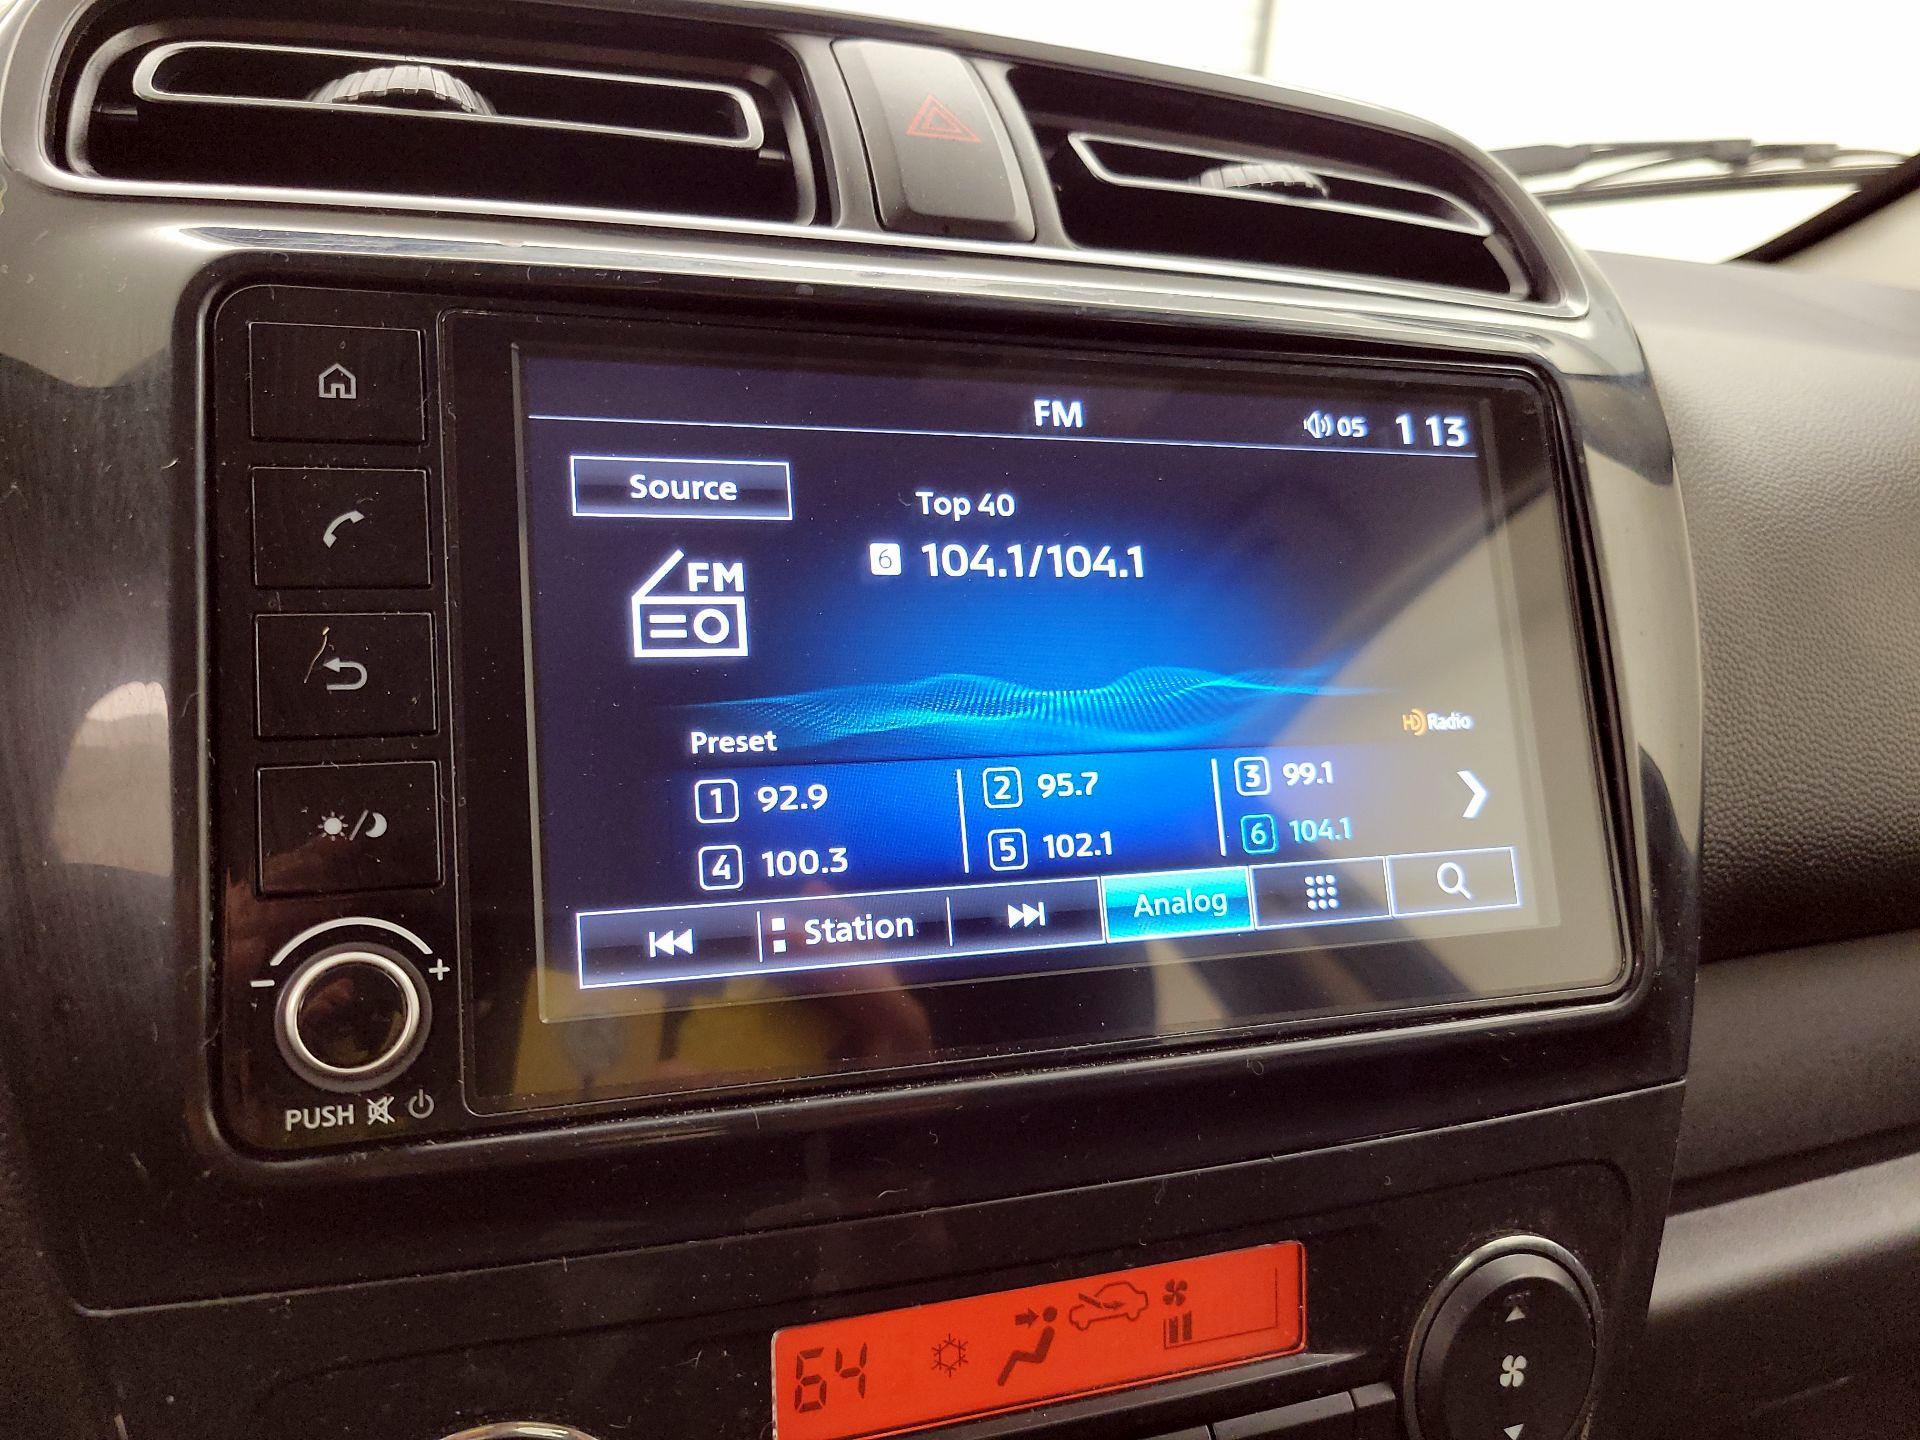 FM
05
1 13
Source
Top 40
6 104.1/104.1
FM
HD Radio
Preset
1 92.9
2 95.7
3 99.1
4 100.3
5 102.1
6 104.1
Station
Analog
- +
PUSH
64